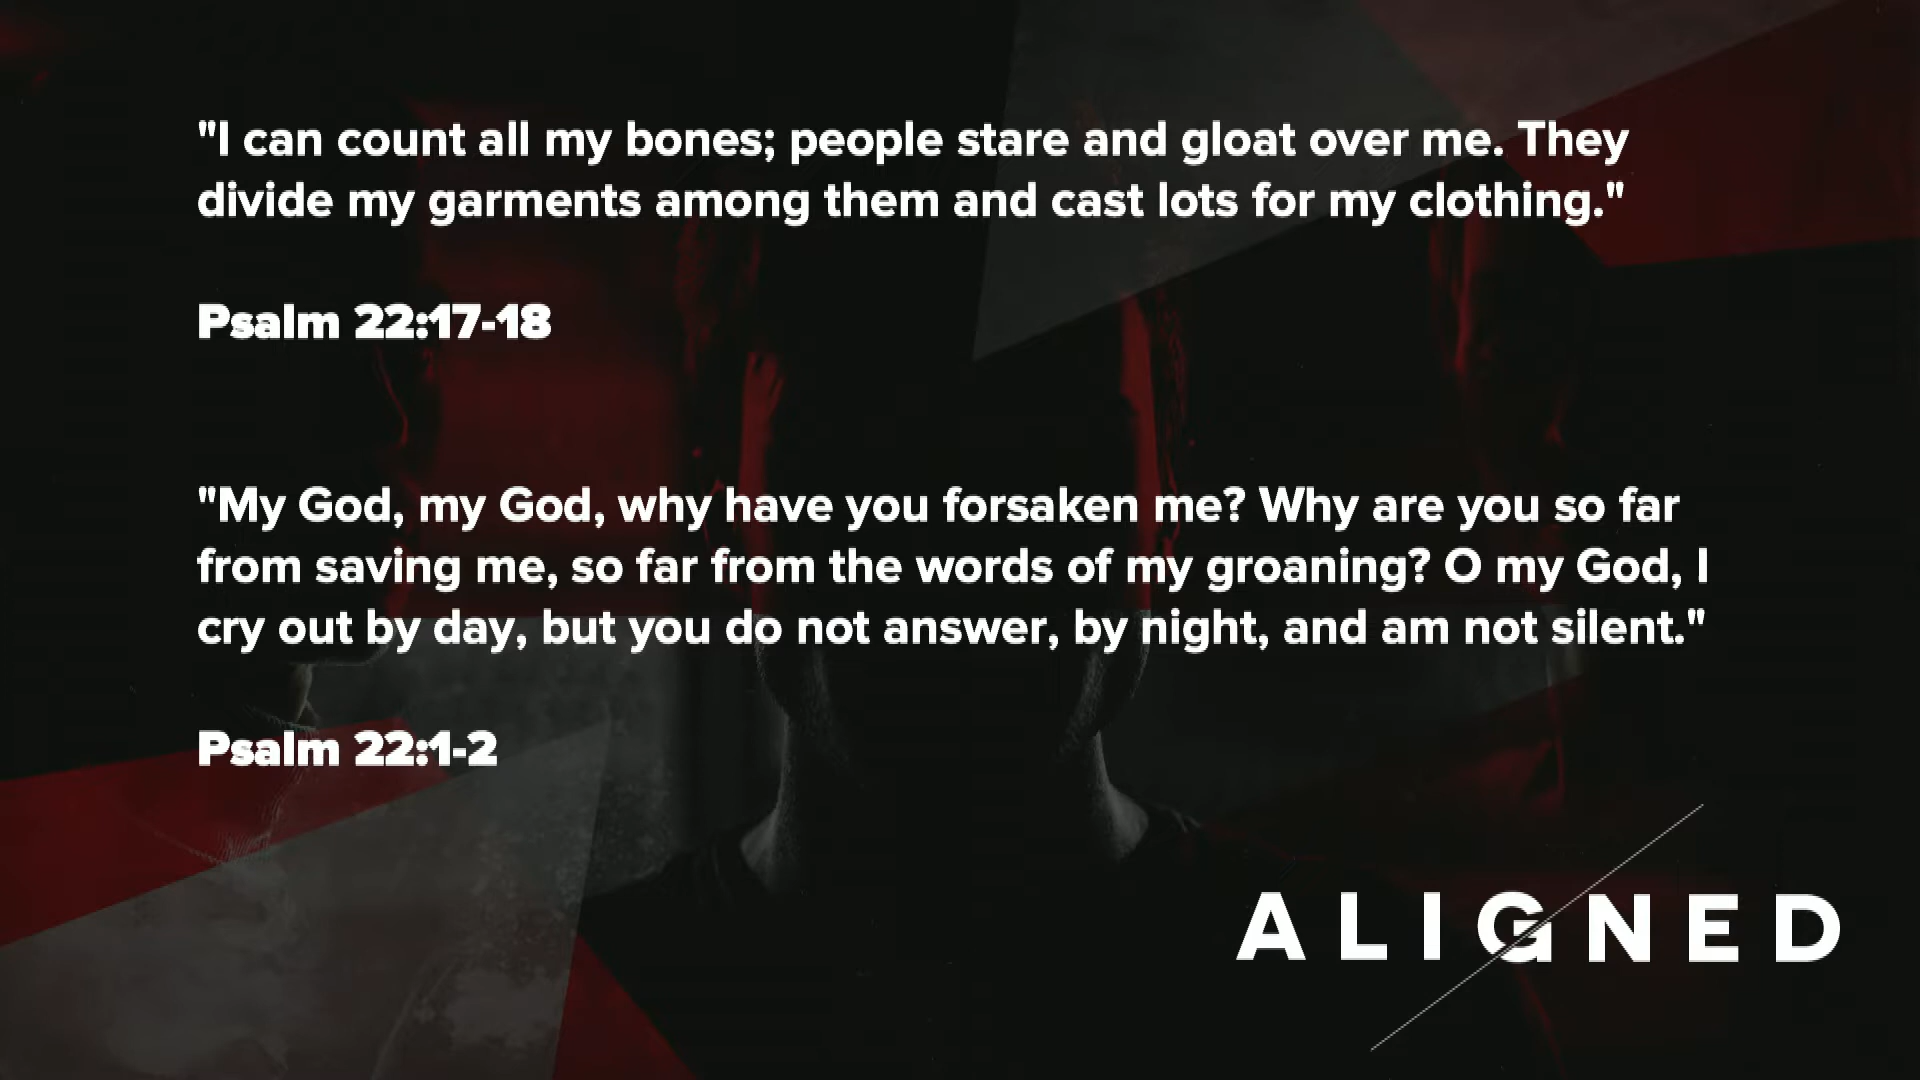 "I can count all my bones; people stare and gloat over me. They
divide my garments among them and cast lots for my clothing."
Psalm 22:17-18
"My God, my God, why have you forsaken me? Why are you so far
from saving me, so far from the words of my groaning? O my God, I
cry out by day, but you do not answer, by night, and am not silent."
Psalm 22:1-2
ALIGNED